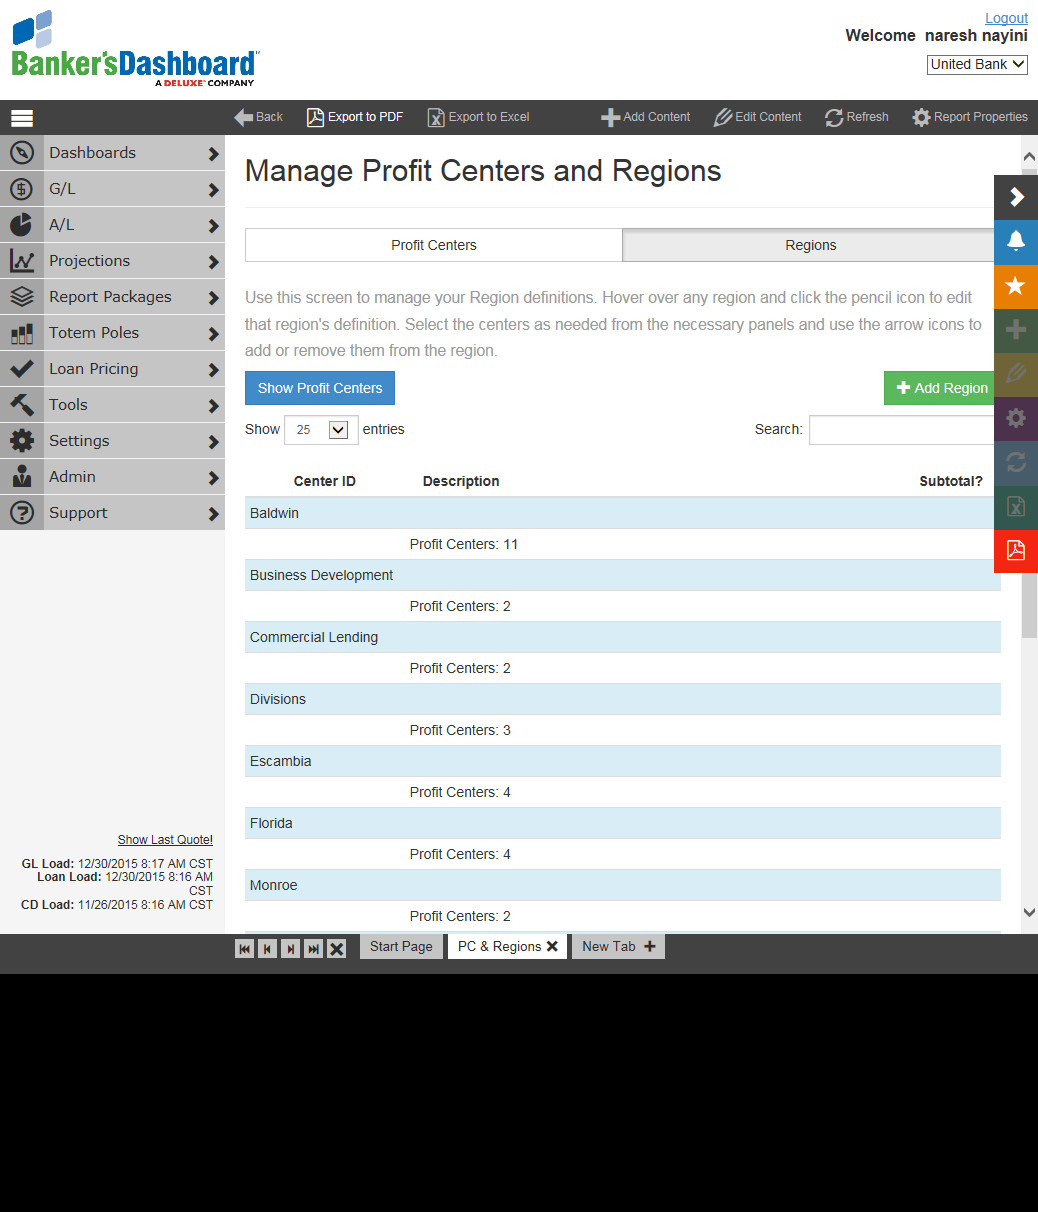 Logout
Banker'sDashboard
A DELUXE COMPANY
Welcome naresh nayini
United Bank
Back Export to PDF Export to Excel Add Content Edit Content Refresh Report Properties
Dashboards
G/L
A/L
Projections
Report Packages
Totem Poles
Loan Pricing
Tools
Settings
Admin
Support
Show Last Quote!
GL Load: 12/30/2015 8:17 AM CST
Loan Load: 12/30/2015 8:16 AM
CST
CD Load: 11/26/2015 8:16 AM CST
Manage Profit Centers and Regions
Profit Centers Regions
Use this screen to manage your Region definitions. Hover over any region and click the pencil icon to edit
that region's definition. Select the centers as needed from the necessary panels and use the arrow icons to
add or remove them from the region.
Show Profit Centers Add Region
Show 25 entries Search:
Center ID Description Subtotal?
Baldwin
Profit Centers: 11
Business Development
Profit Centers: 2
Commercial Lending
Profit Centers: 2
Divisions
Profit Centers: 3
Escambia
Profit Centers: 4
Florida
Profit Centers: 4
Monroe
Profit Centers: 2
Start Page PC & Regions New Tab